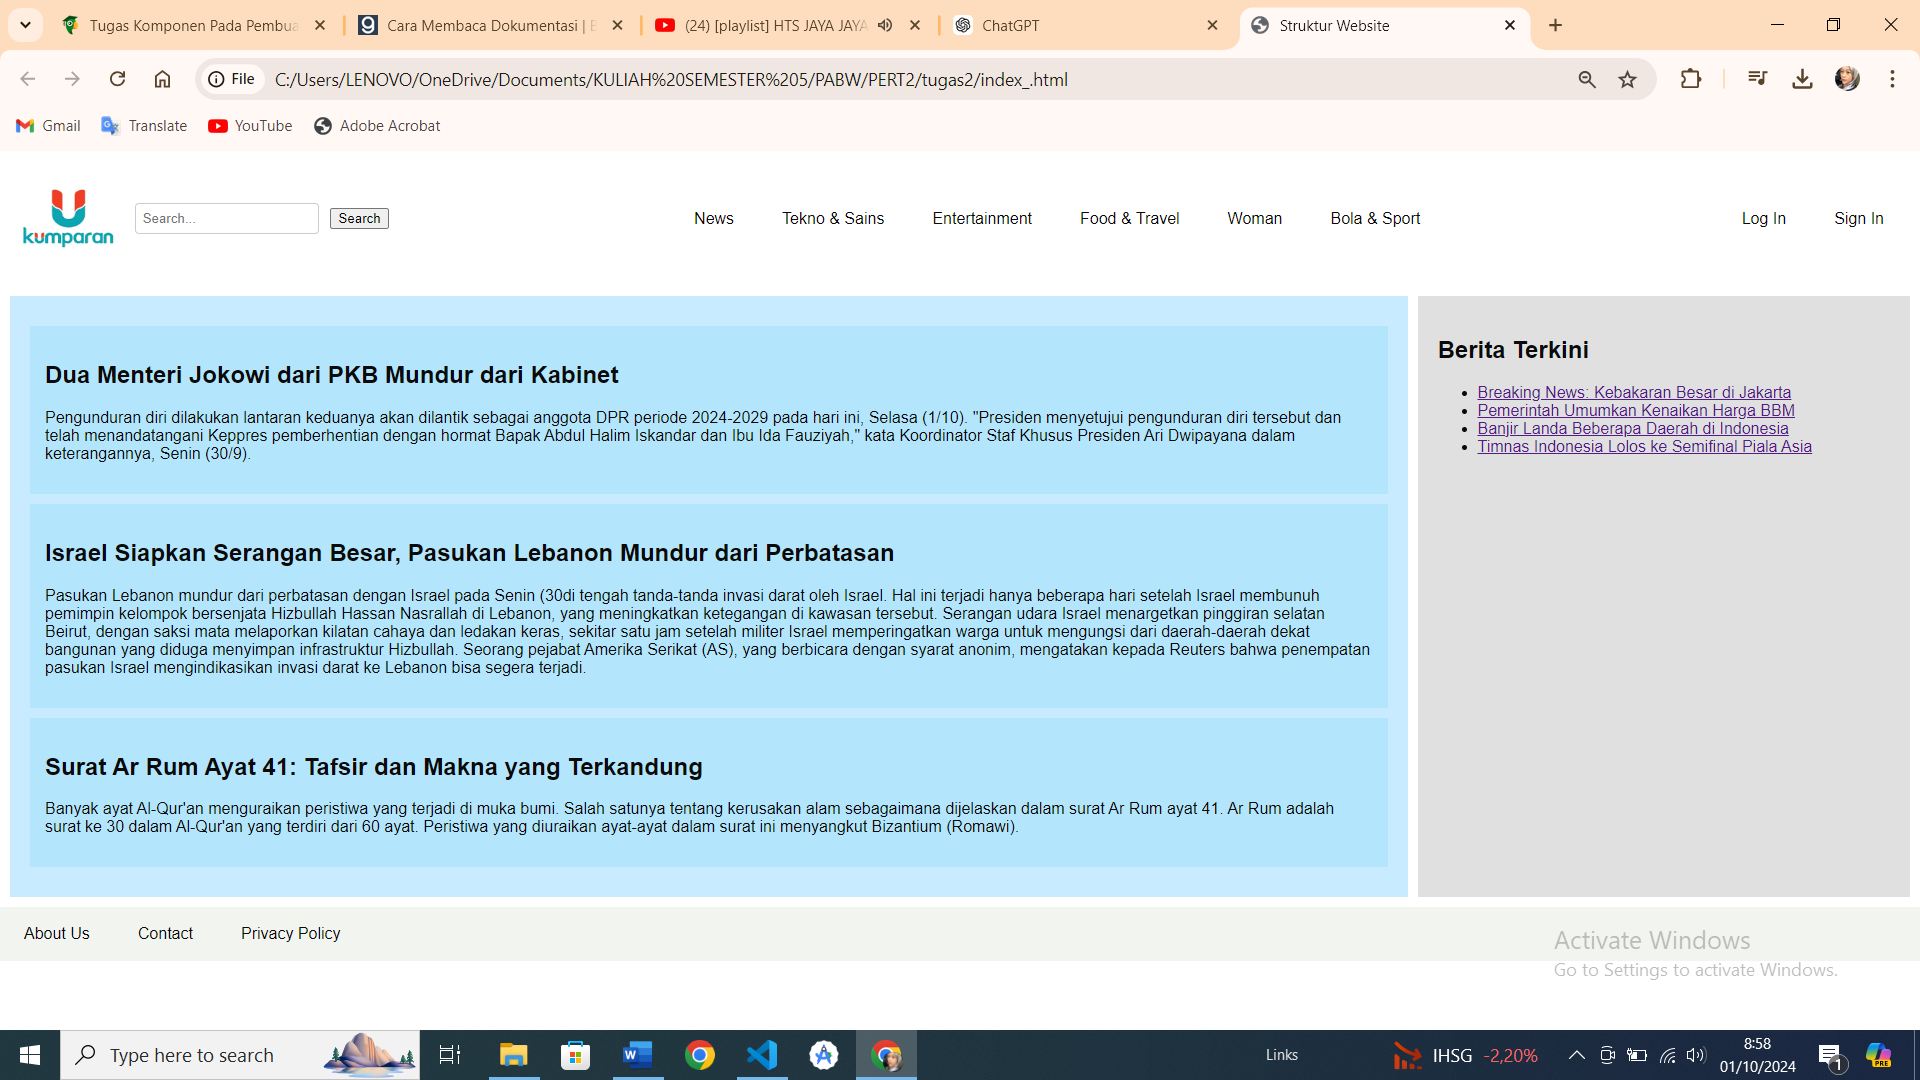 Tugas Komponen Pada Pembua
Cara Membaca Dokumentasi | B
(24) [playlist] HTS JAYA JAYA
ChatGPT
Struktur Website
File
C:/Users/LENOVO/OneDrive/Documents/KULIAH%20SEMESTER%205/PABW/PERT2/tugas2/index_.html
Gmail
Translate
YouTube
Adobe Acrobat
kumparan
Search...
Search
News
Tekno & Sains
Entertainment
Food & Travel
Woman
Bola & Sport
Log In
Sign In
Dua Menteri Jokowi dari PKB Mundur dari Kabinet
Pengunduran diri dilakukan lantaran keduanya akan dilantik sebagai anggota DPR periode 2024-2029 pada hari ini, Selasa (1/10). "Presiden menyetujui pengunduran diri tersebut dan
telah menandatangani Keppres pemberhentian dengan hormat Bapak Abdul Halim Iskandar dan Ibu Ida Fauziyah," kata Koordinator Staf Khusus Presiden Ari Dwipayana dalam
keterangannya, Senin (30/9).
Israel Siapkan Serangan Besar, Pasukan Lebanon Mundur dari Perbatasan
Pasukan Lebanon mundur dari perbatasan dengan Israel pada Senin (30di tengah tanda-tanda invasi darat oleh Israel. Hal ini terjadi hanya beberapa hari setelah Israel membunuh
pemimpin kelompok bersenjata Hizbullah Hassan Nasrallah di Lebanon, yang meningkatkan ketegangan di kawasan tersebut. Serangan udara Israel menargetkan pinggiran selatan
Beirut, dengan saksi mata melaporkan kilatan cahaya dan ledakan keras, sekitar satu jam setelah militer Israel memperingatkan warga untuk mengungsi dari daerah-daerah dekat
bangunan yang diduga menyimpan infrastruktur Hizbullah. Seorang pejabat Amerika Serikat (AS), yang berbicara dengan syarat anonim, mengatakan kepada Reuters bahwa penempatan
pasukan Israel mengindikasikan invasi darat ke Lebanon bisa segera terjadi.
Surat Ar Rum Ayat 41: Tafsir dan Makna yang Terkandung
Banyak ayat Al-Qur'an menguraikan peristiwa yang terjadi di muka bumi. Salah satunya tentang kerusakan alam sebagaimana dijelaskan dalam surat Ar Rum ayat 41. Ar Rum adalah
surat ke 30 dalam Al-Qur'an yang terdiri dari 60 ayat. Peristiwa yang diuraikan ayat-ayat dalam surat ini menyangkut Bizantium (Romawi).
Berita Terkini
Breaking News: Kebakaran Besar di Jakarta
Pemerintah Umumkan Kenaikan Harga BBM
Banjir Landa Beberapa Daerah di Indonesia
Timnas Indonesia Lolos ke Semifinal Piala Asia
About Us
Contact
Privacy Policy
Activate Windows
Go to Settings to activate Windows.
Type here to search
Links
IHSG -2,20%
8:58
01/10/2024
1
PRE